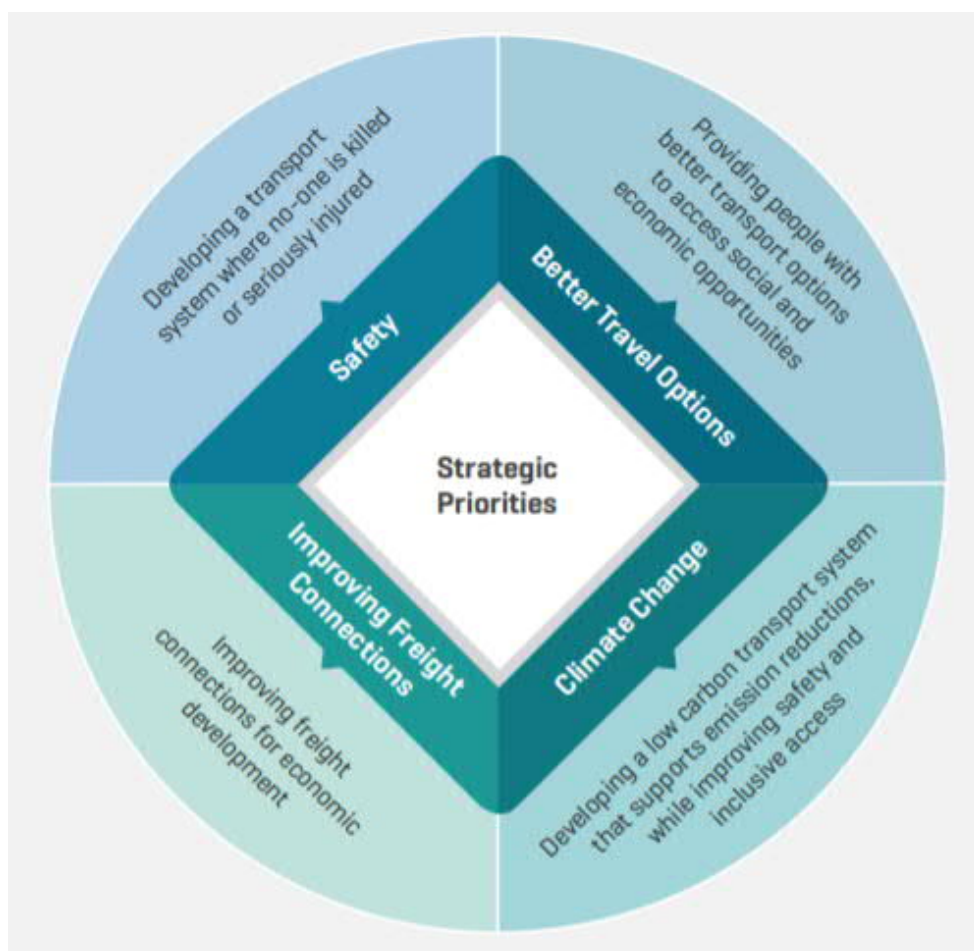 Developing a transport
system where no-one is killed
or seriously injured
Safety
Providing people with
better transport options
to access social and
economic opportunities
Better Travel Options
Strategic
Priorities
Improving Freight
Connections
Improving freight
connections for economic
development
Climate Change
Developing a low carbon transport system
that supports emission reductions,
while improving safety and
inclusive access